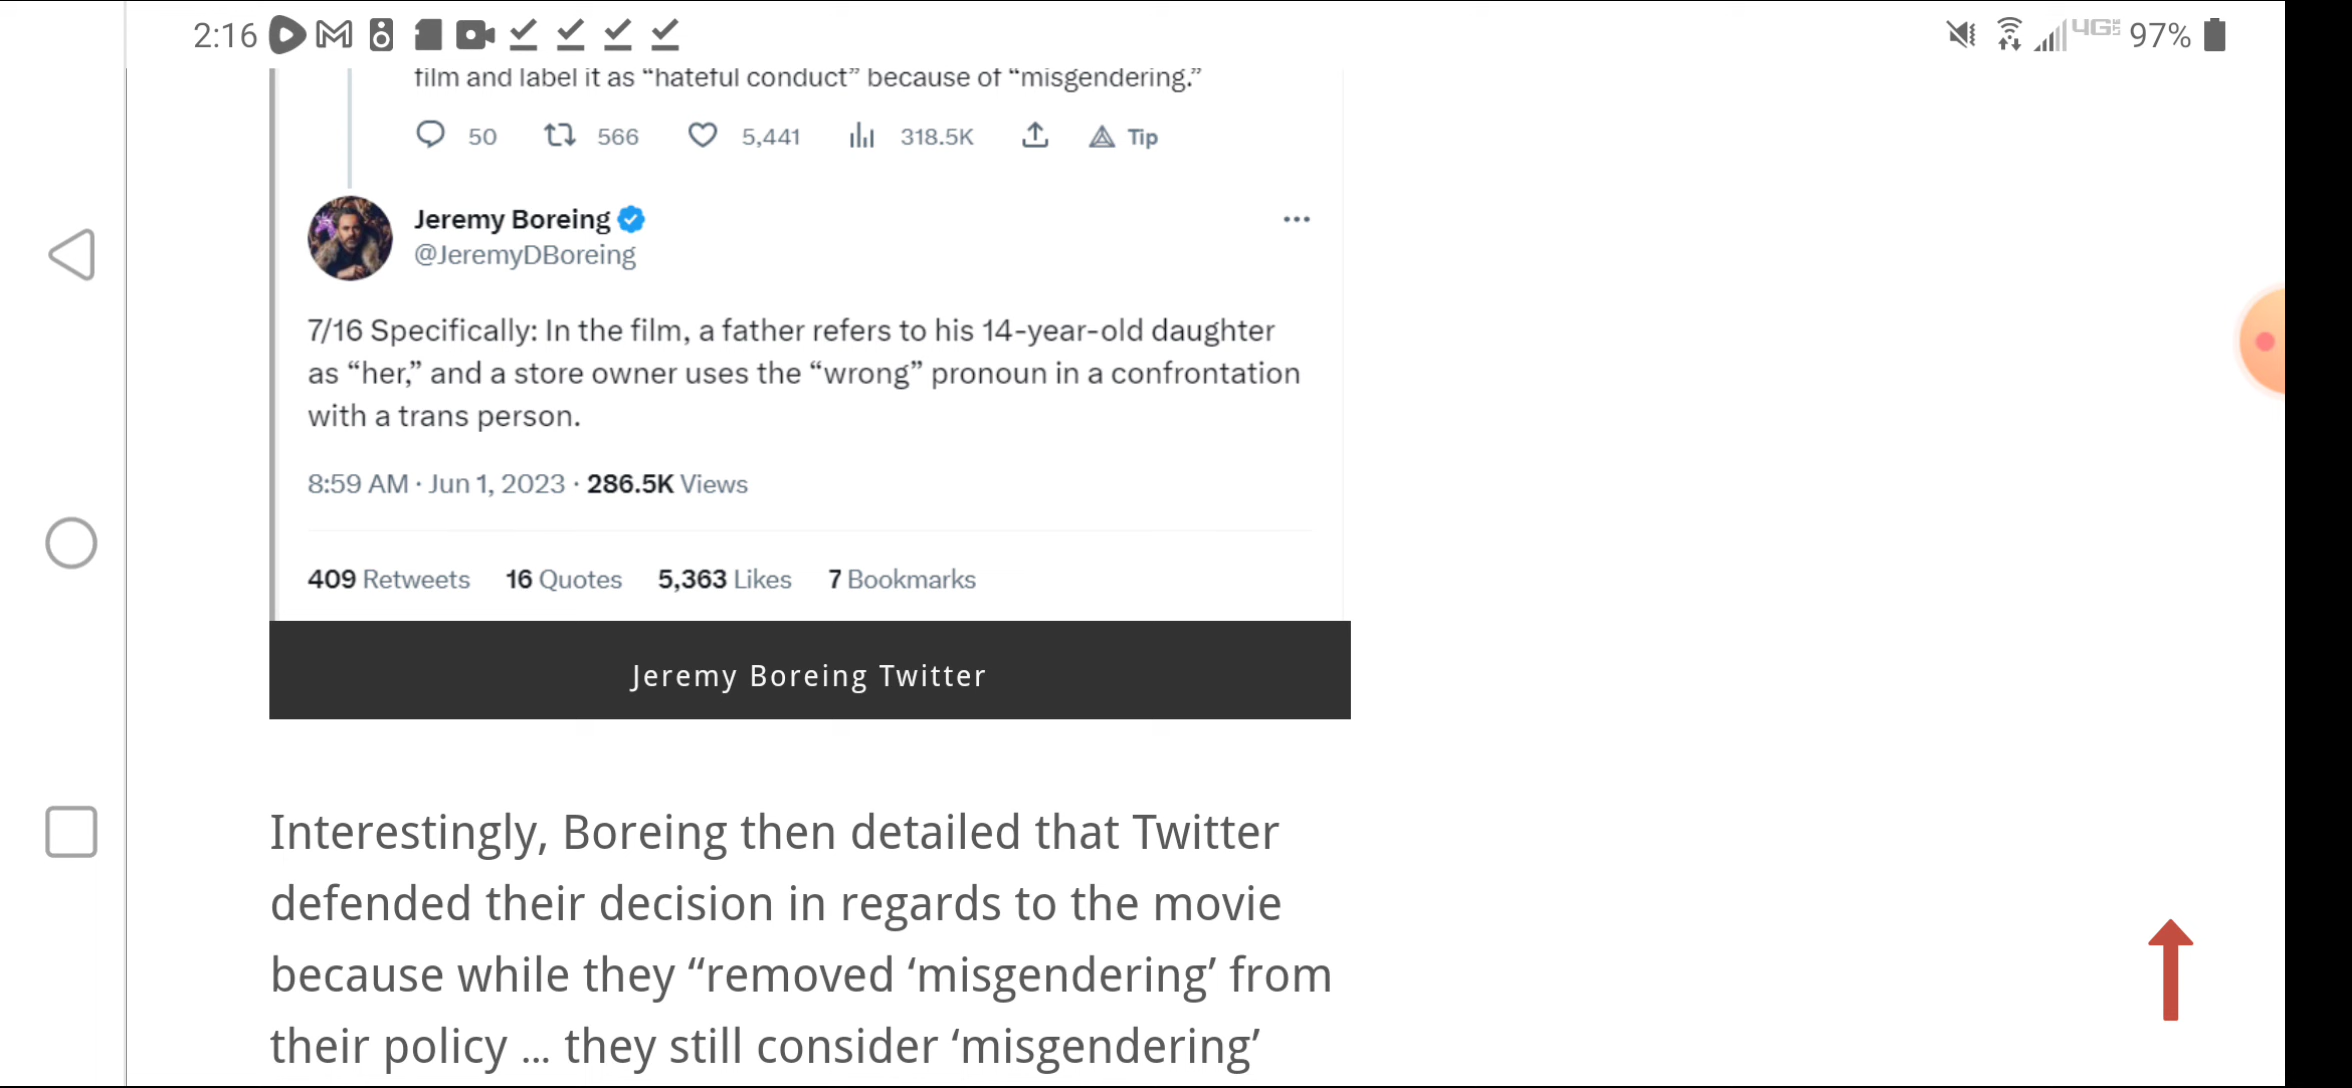 2:16
4G 97%
film and label it as “hateful conduct” because of “misgendering.”
50 566 5,441 318.5K Tip
Jeremy Boreing
@JeremyDBoreing
7/16 Specifically: In the film, a father refers to his 14-year-old daughter
as “her,” and a store owner uses the “wrong” pronoun in a confrontation
with a trans person.
8:59 AM · Jun 1, 2023 · 286.5K Views
409 Retweets 16 Quotes 5,363 Likes 7 Bookmarks
Jeremy Boreing Twitter
Interestingly, Boreing then detailed that Twitter
defended their decision in regards to the movie
because while they “removed ‘misgendering’ from
their policy ... they still consider ‘misgendering’